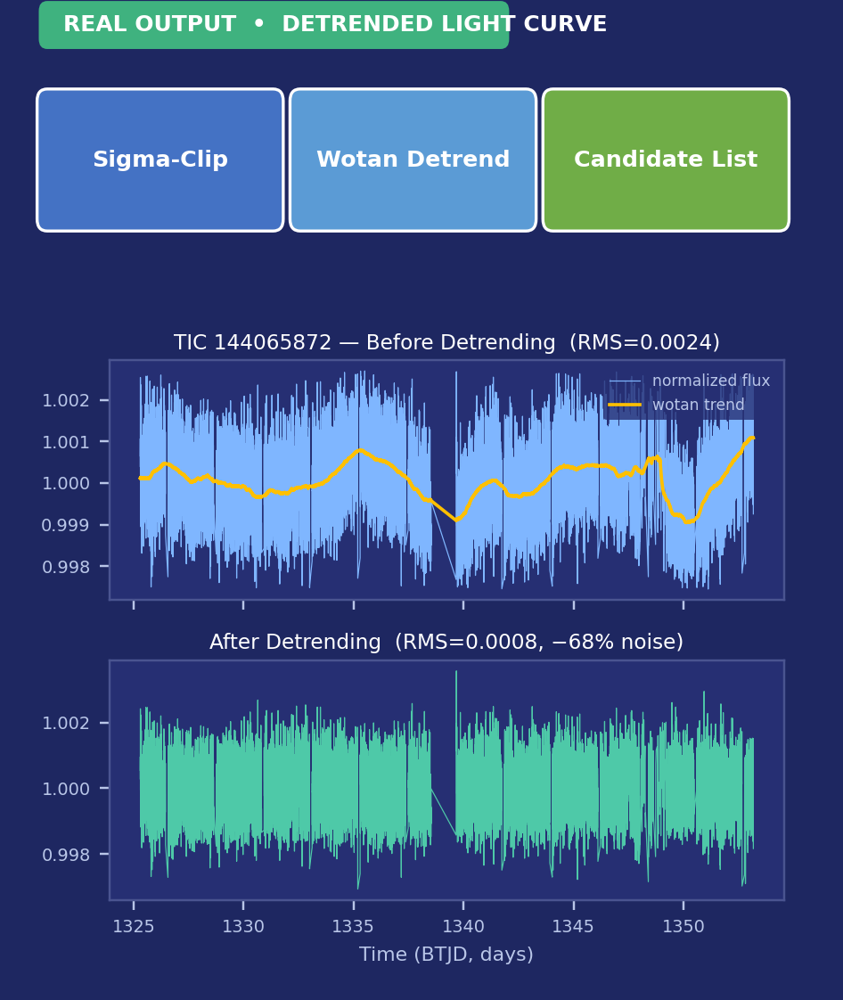 REAL OUTPUT • DETRENDED LIGHT CURVE
Sigma-Clip
Wotan Detrend
Candidate List
TIC 144065872 — Before Detrending (RMS=0.0024)
normalized flux
wotan trend
1.002
1.001
1.000
0.999
0.998
After Detrending (RMS=0.0008, −68% noise)
1.002
1.000
0.998
1325 1330 1335 1340 1345 1350
Time (BTJD, days)